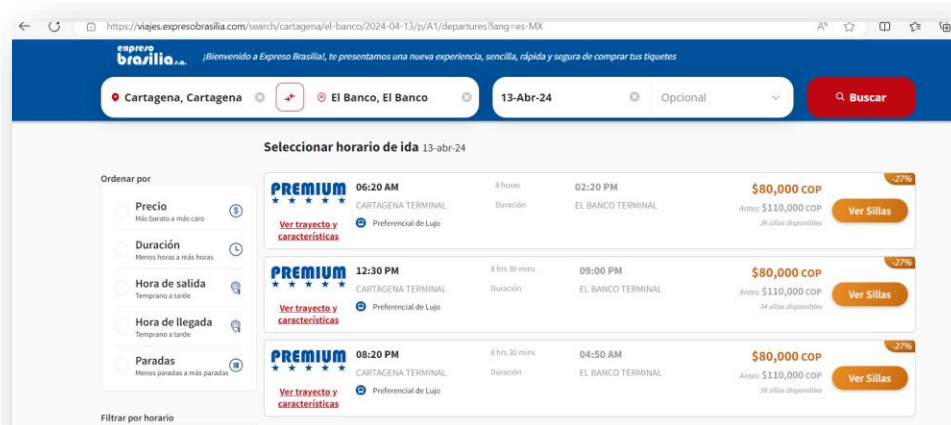 https://viajes.expresobrasilia.com/search/cartagena/el-banco/2024-04-13/p/A1/departures?lang=es-MX
expreso
brasilia s.a.
¡Bienvenido a Expreso Brasilia!, te presentamos una nueva experiencia, sencilla, rápida y segura de comprar tus tiquetes
Cartagena, Cartagena
El Banco, El Banco
13-Abr-24
Opcional
Buscar
Seleccionar horario de ida 13-abr-24
Ordenar por
Precio
Más barato a más caro
Duración
Menos horas a más horas
Hora de salida
Temprano a tarde
Hora de llegada
Temprano a tarde
Paradas
Menos paradas a más paradas
Filtrar por horario
PREMIUM
Ver trayecto y
características
06:20 AM
CARTAGENA TERMINAL
Preferencial de Lujo
8 horas
Duración
02:20 PM
EL BANCO TERMINAL
-27%
$80,000 COP
Antes: $110,000 COP
36 sillas disponibles
Ver Sillas
PREMIUM
Ver trayecto y
características
12:30 PM
CARTAGENA TERMINAL
Preferencial de Lujo
8 hrs 30 mins
Duración
09:00 PM
EL BANCO TERMINAL
-27%
$80,000 COP
Antes: $110,000 COP
34 sillas disponibles
Ver Sillas
PREMIUM
Ver trayecto y
características
08:20 PM
CARTAGENA TERMINAL
Preferencial de Lujo
8 hrs 30 mins
Duración
04:50 AM
EL BANCO TERMINAL
-27%
$80,000 COP
Antes: $110,000 COP
38 sillas disponibles
Ver Sillas